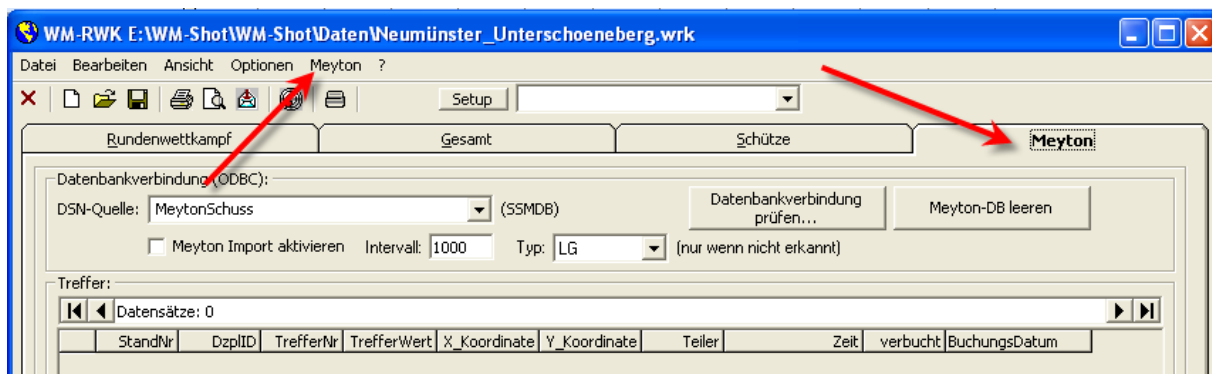 WM-RWK E:\WM-Shot\WM-Shot\Daten\Neumünster_Unterschoeneberg.wrk
Datei Bearbeiten Ansicht Optionen Meyton ?
Setup
Rundenwettkampf Gesamt Schütze Meyton
Datenbankverbindung (ODBC):
DSN-Quelle: MeytonSchuss (SSMDB) Datenbankverbindung prüfen... Meyton-DB leeren
Meyton Import aktivieren Intervall: 1000 Typ: LG (nur wenn nicht erkannt)
Treffer:
Datensätze: 0
StandNr DzplID TrefferNr TrefferWert X_Koordinate Y_Koordinate Teiler Zeit verbucht BuchungsDatum